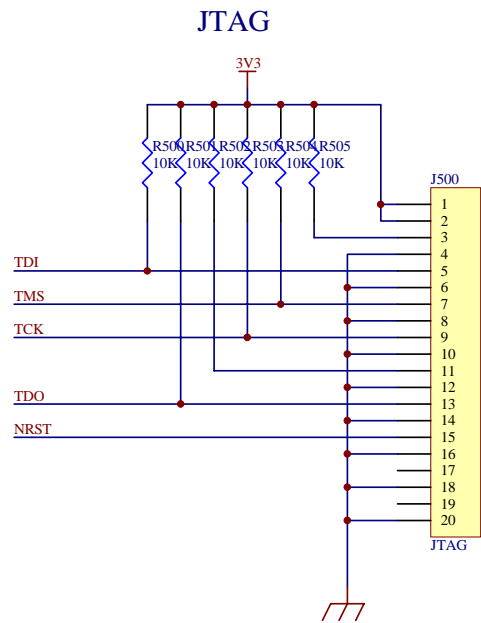 JTAG
3V3
R500 R501 R502 R503 R504 R505
10K 10K 10K 10K 10K 10K
J500
1
2
3
4
TDI 5
6
TMS 7
8
TCK 9
10
11
12
TDO 13
14
NRST 15
16
17
18
19
20
JTAG